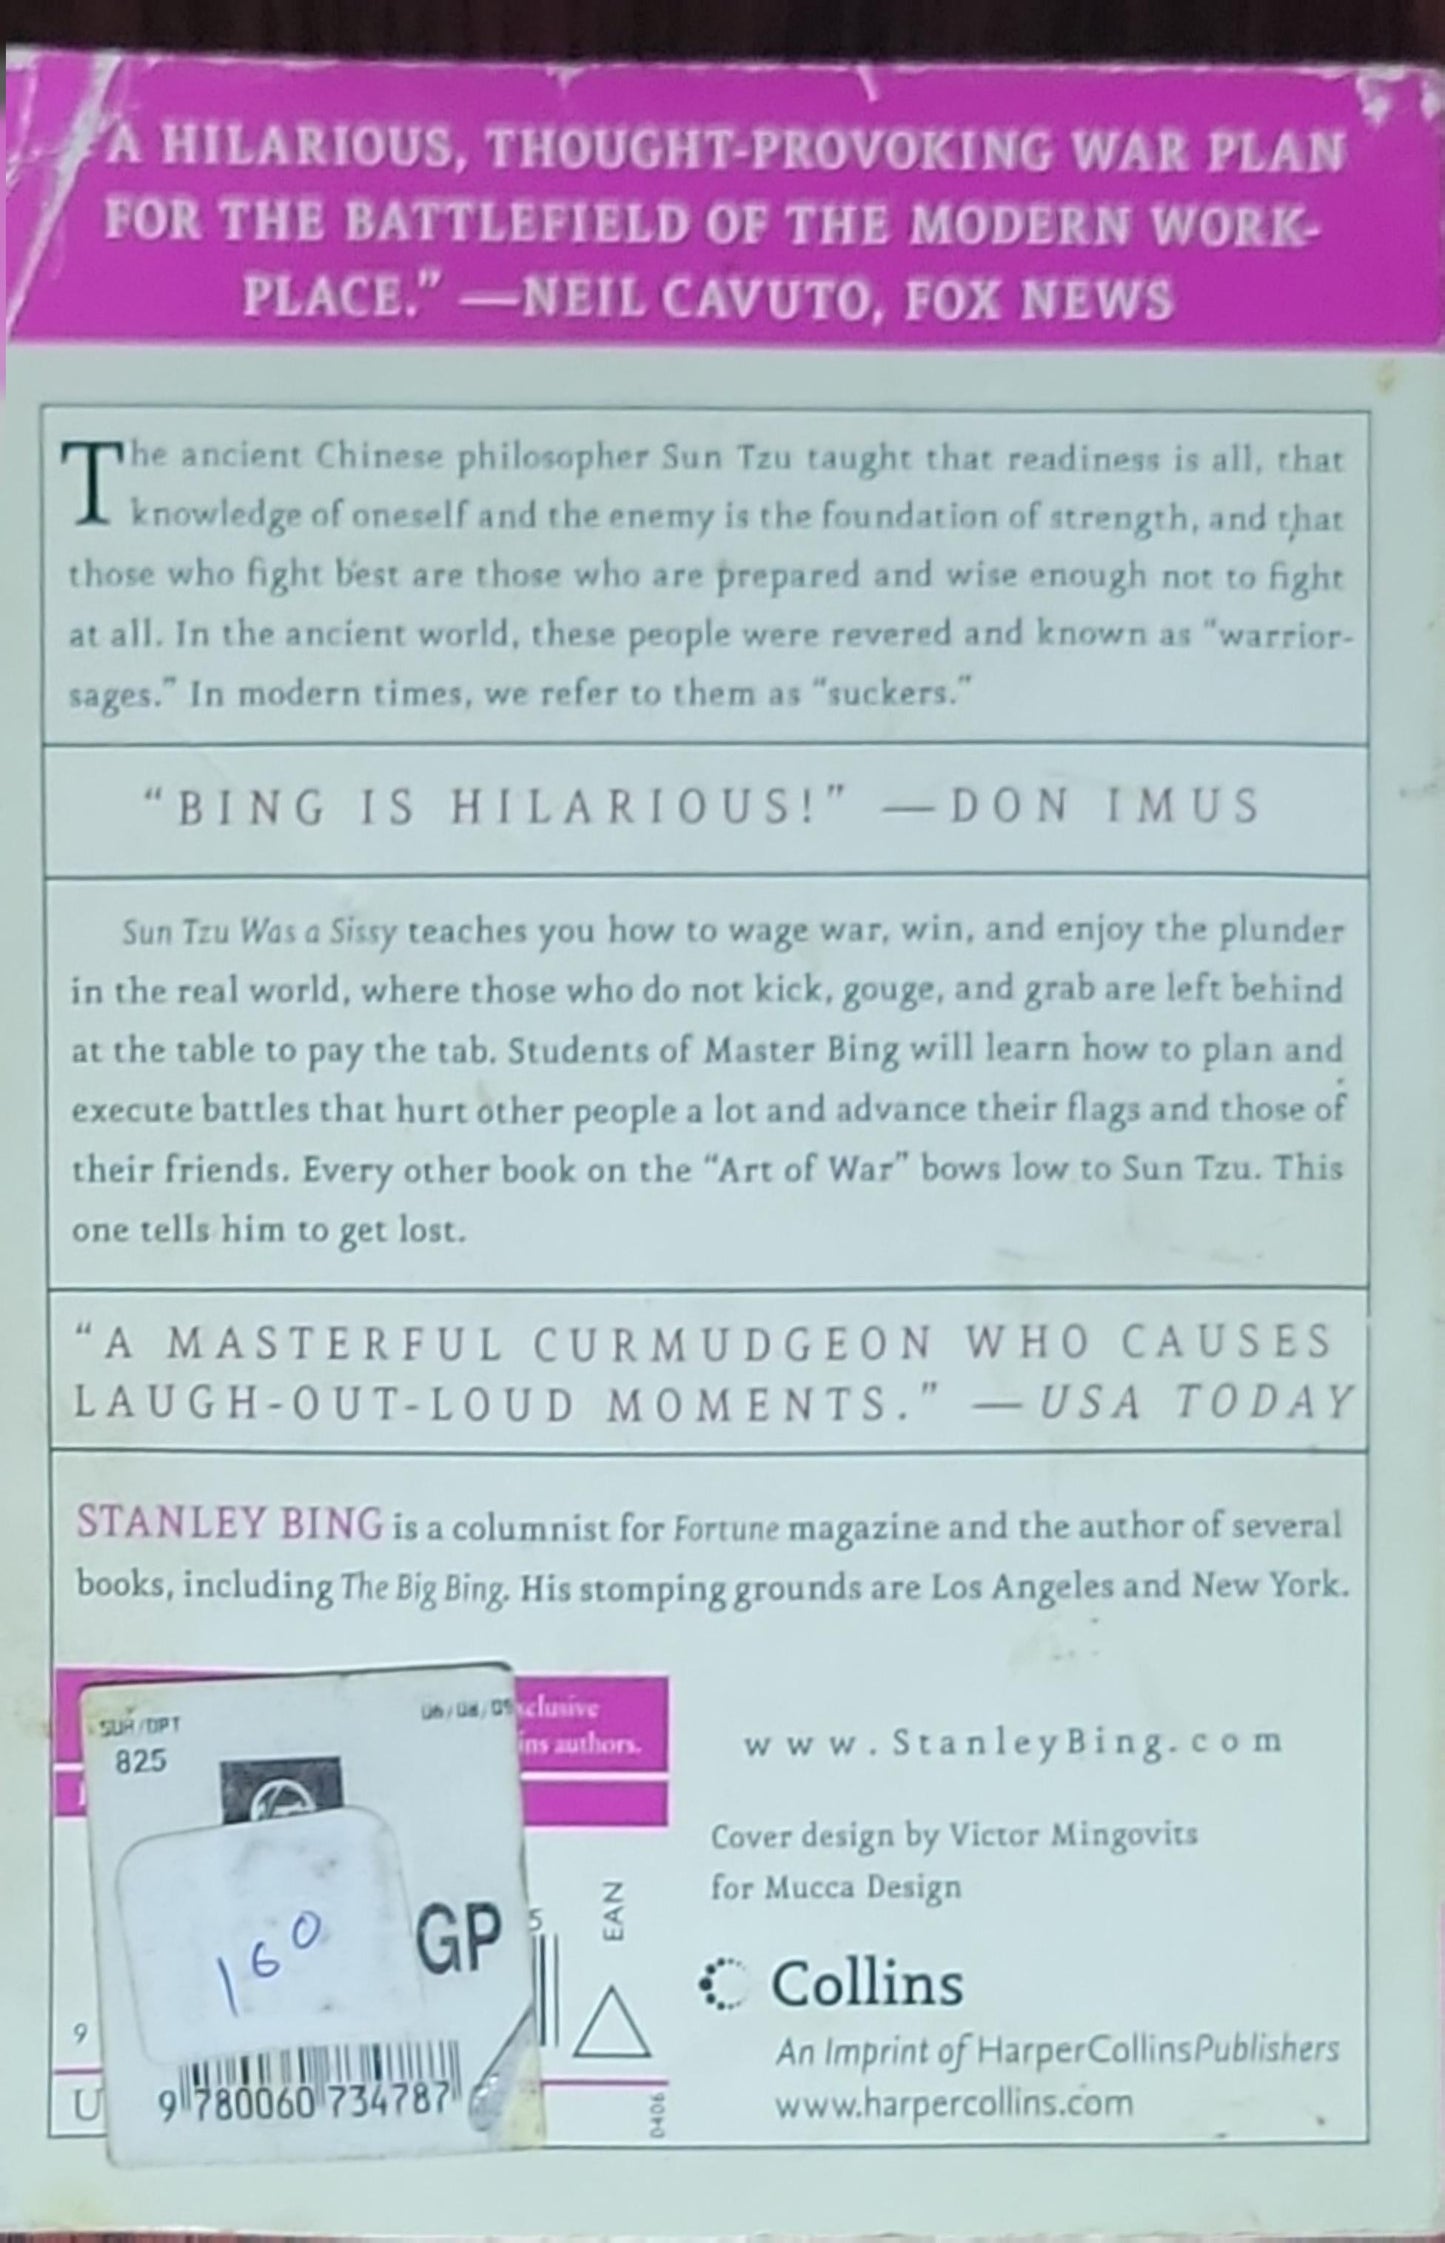 "A HILARIOUS, THOUGHT-PROVOKING WAR PLAN
FOR THE BATTLEFIELD OF THE MODERN WORK-
PLACE." —NEIL CAVUTO, FOX NEWS
The ancient Chinese philosopher Sun Tzu taught that readiness is all, that
knowledge of oneself and the enemy is the foundation of strength, and that
those who fight best are those who are prepared and wise enough not to fight
at all. In the ancient world, these people were revered and known as "warrior-
sages." In modern times, we refer to them as "suckers."
"BING IS HILARIOUS!" —DON IMUS
Sun Tzu Was a Sissy teaches you how to wage war, win, and enjoy the plunder
in the real world, where those who do not kick, gouge, and grab are left behind
at the table to pay the tab. Students of Master Bing will learn how to plan and
execute battles that hurt other people a lot and advance their flags and those of
their friends. Every other book on the "Art of War" bows low to Sun Tzu. This
one tells him to get lost.
"A MASTERFUL CURMUDGEON WHO CAUSES
LAUGH-OUT-LOUD MOMENTS." —USA TODAY
STANLEY BING is a columnist for Fortune magazine and the author of several
books, including The Big Bing. His stomping grounds are Los Angeles and New York.
authors.
825
GP
160
9 780060 734787
5
EAN
9
U
0406
www.StanleyBing.com
Cover design by Victor Mingovits
for Mucca Design
Collins
An Imprint of HarperCollinsPublishers
www.harpercollins.com